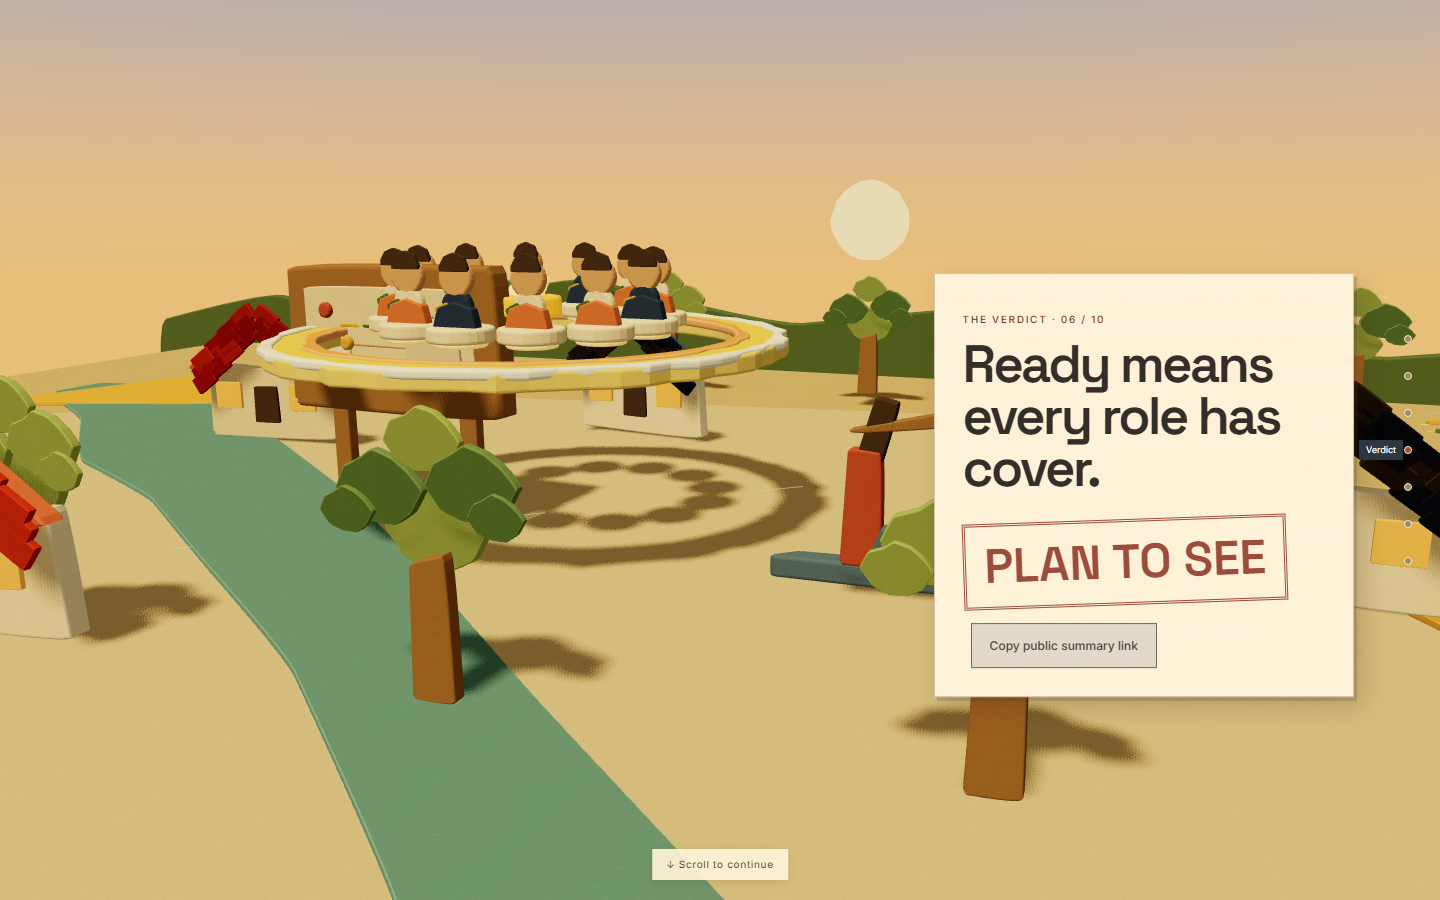 THE VERDICT · 06 / 10
Ready means
every role has
cover.
PLAN TO SEE
Copy public summary link
Verdict
↓ Scroll to continue